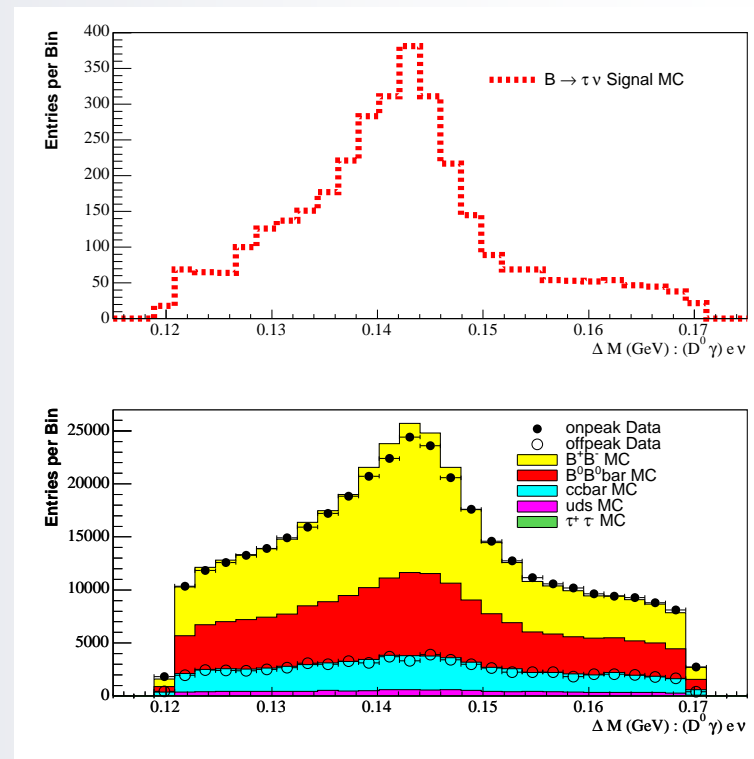 Entries per Bin
400
350
300
250
200
150
100
50
0
B → τ ν Signal MC
0.12 0.13 0.14 0.15 0.16 0.17
Δ M (GeV) : (D⁰ γ) e ν
Entries per Bin
25000
20000
15000
10000
5000
0
onpeak Data
offpeak Data
B⁺B⁻ MC
B⁰B⁰bar MC
ccbar MC
uds MC
τ⁺ τ⁻ MC
0.12 0.13 0.14 0.15 0.16 0.17
Δ M (GeV) : (D⁰ γ) e ν